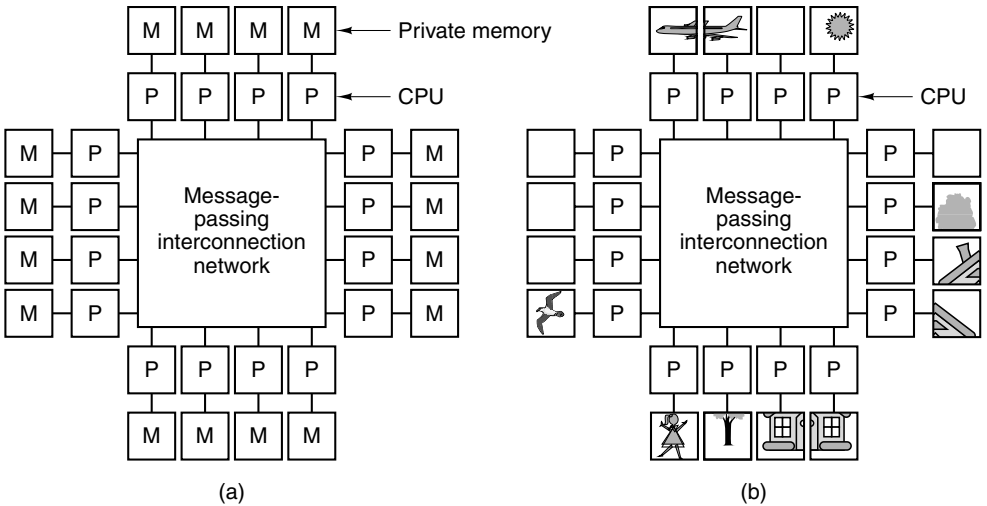 M M M M Private memory
P P P P CPU
M P P M
M P P M
M P P M
M P P M
Message-
passing
interconnection
network
P P P P
M M M M
(a)
P P P P CPU
P P
P P
P P
P P
Message-
passing
interconnection
network
P P P P
(b)